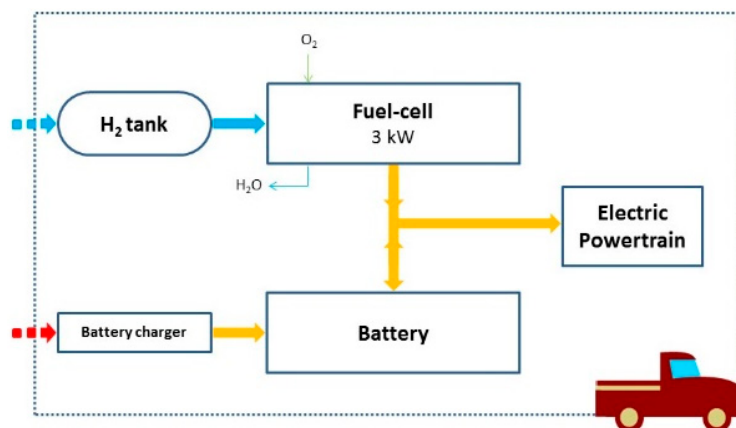 O₂
Fuel-cell
3 kW
H₂ tank
H₂O
Electric
Powertrain
Battery charger
Battery